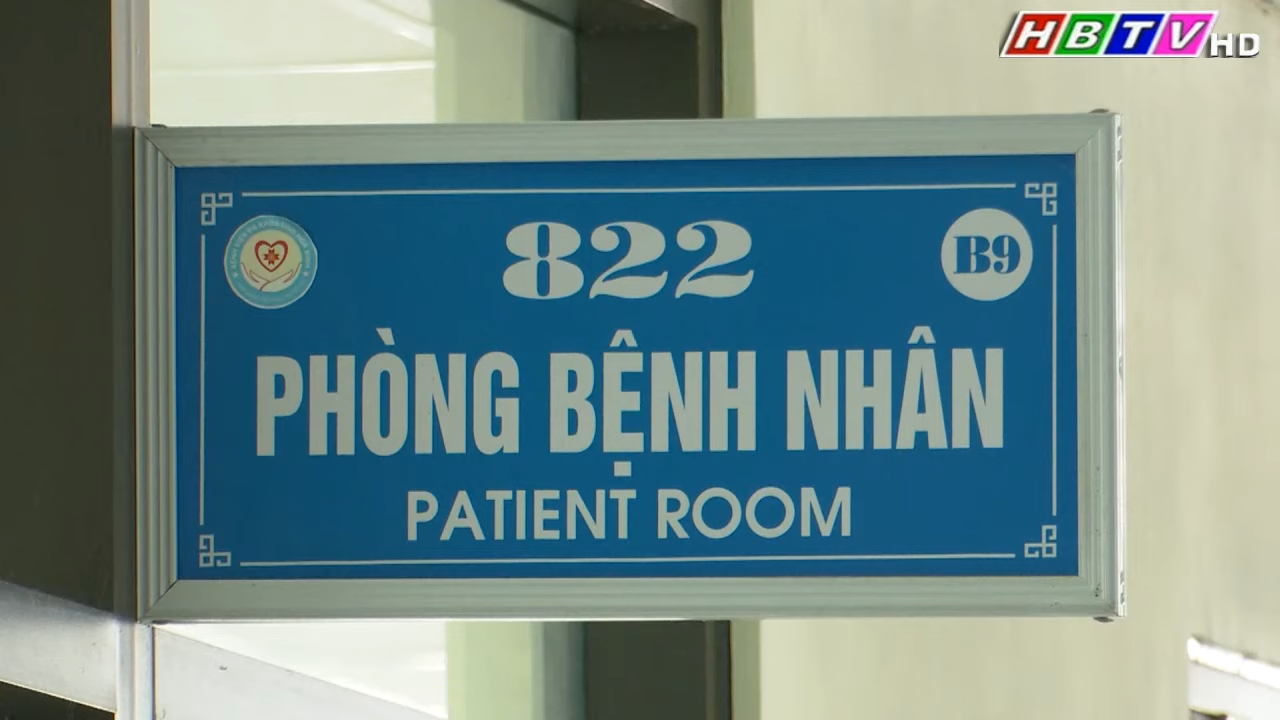 HBTV HD
822
B9
PHÒNG BỆNH NHÂN
PATIENT ROOM